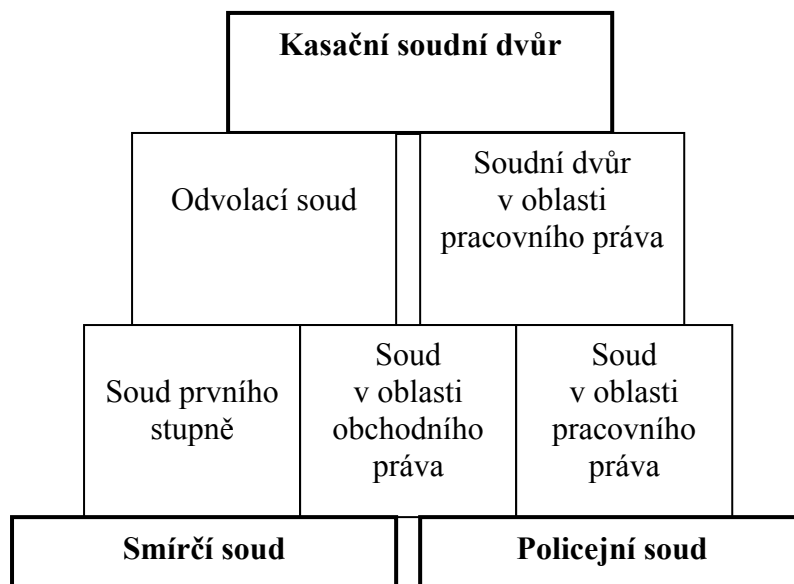 Kasační soudní dvůr
Odvolací soud
Soudní dvůr
v oblasti
pracovního práva
Soud prvního
stupně
Soud
v oblasti
obchodního
práva
Soud
v oblasti
pracovního
práva
Smírčí soud
Policejní soud